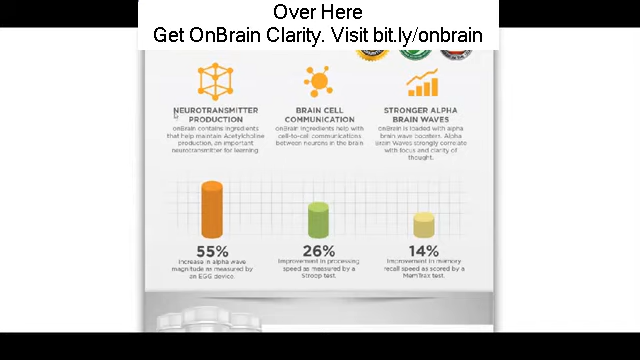 Over Here
Get OnBrain Clarity. Visit bit.ly/onbrain
NEUROTRANSMITTER
PRODUCTION
onBrain contains ingredients
that help maintain Acetylcholine
production, an important
neurotransmitter for learning.
BRAIN CELL
COMMUNICATION
onBrain ingredients help with
cell-to-cell communications
between neurons in the brain
STRONGER ALPHA
BRAIN WAVES
onBrain is loaded with alpha
brain wave boosters. Alpha
Brain Waves strongly correlate
with focus and clarity of
thought.
55%
Increase in alpha wave
magnitude as measured by
an EGG device.
26%
Improvement in processing
speed as measured by a
Stroop test.
14%
Improvement in memory
recall speed as scored by a
MemTrax test.